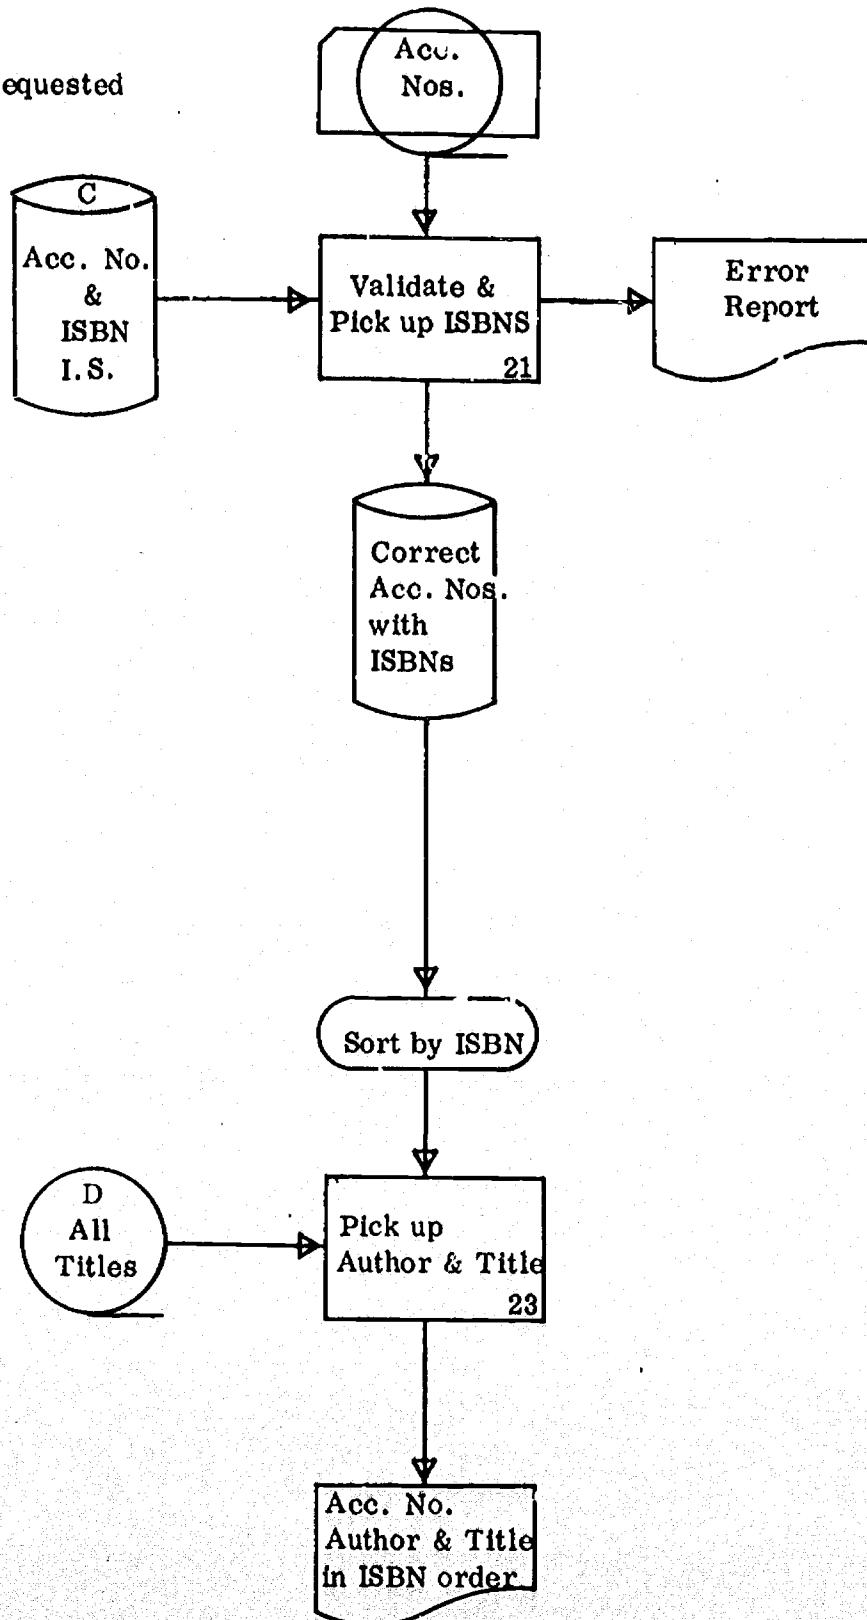 Acc.
Nos.
equested
C
Acc. No.
&
ISBN
I.S.
Validate &
Pick up ISBNS
21
Error
Report
Correct
Acc. Nos.
with
ISBNs
Sort by ISBN
D
All
Titles
Pick up
Author & Title
23
Acc. No.
Author & Title
in ISBN order